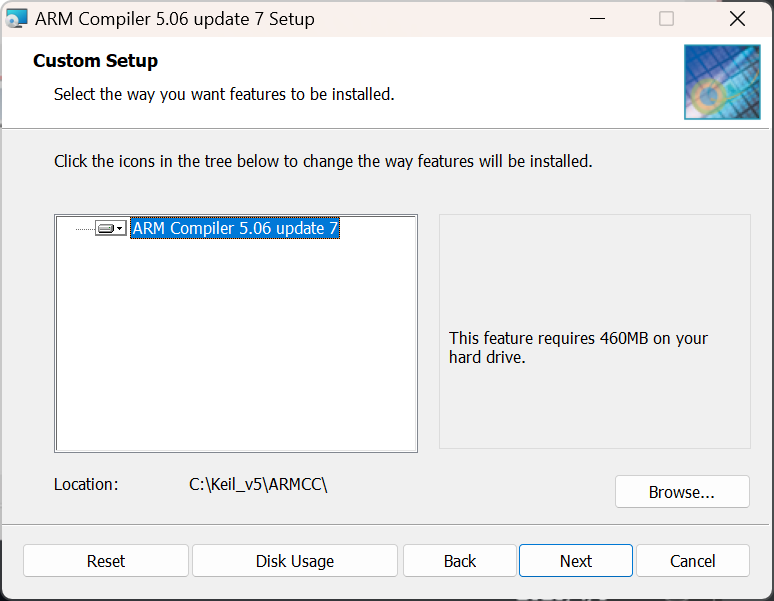 ARM Compiler 5.06 update 7 Setup
Custom Setup
Select the way you want features to be installed.
Click the icons in the tree below to change the way features will be installed.
ARM Compiler 5.06 update 7
This feature requires 460MB on your
hard drive.
Location: C:\Keil_v5\ARMCC\
Browse...
Reset Disk Usage Back Next Cancel